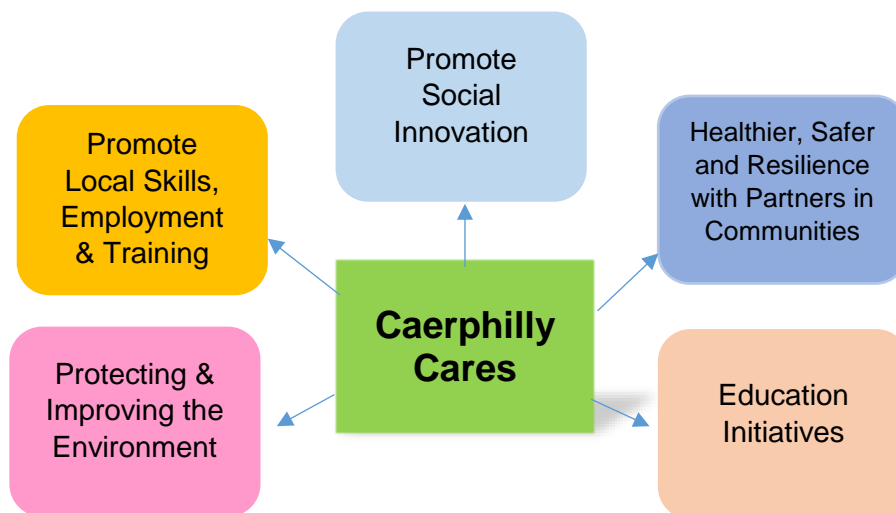 Promote
Social
Innovation
Promote
Local Skills,
Employment
& Training
Healthier, Safer
and Resilience
with Partners in
Communities
Caerphilly
Cares
Protecting &
Improving the
Environment
Education
Initiatives